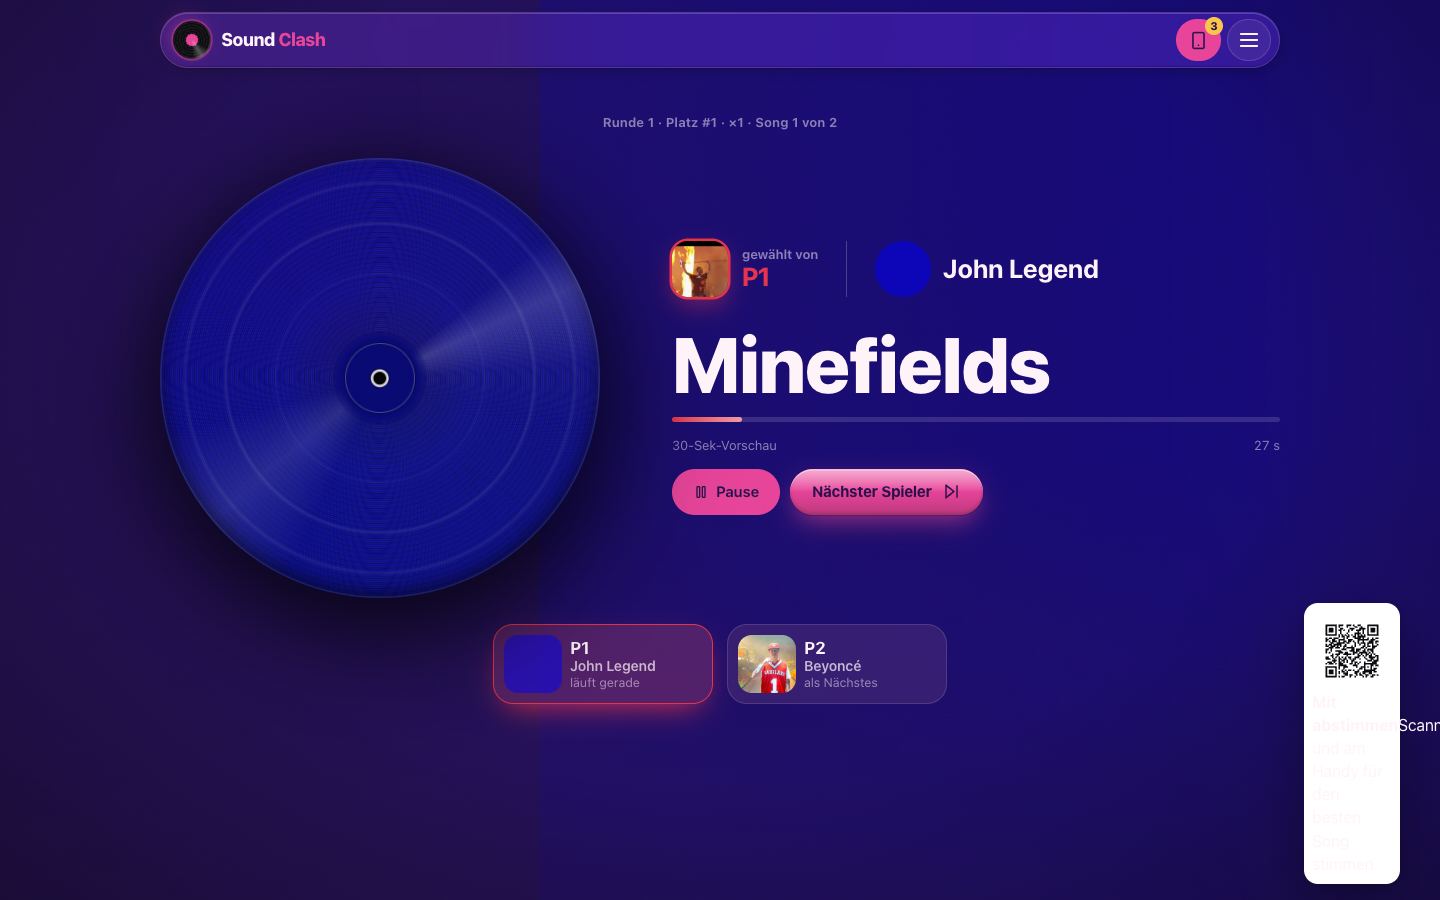 Sound Clash
3
Runde 1 · Platz #1 · ×1 · Song 1 von 2
gewählt von
P1
John Legend
Minefields
30-Sek-Vorschau
27 s
Pause
Nächster Spieler
P1
John Legend
läuft gerade
P2
Beyoncé
als Nächstes
1
Mit
abstimmenScann
und am
Handy für
den
besten
Song
stimmen.